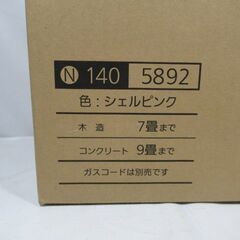 N 140 5892
色：シェルピンク
木造 7畳まで
コンクリート 9畳まで
ガスコードは別売です